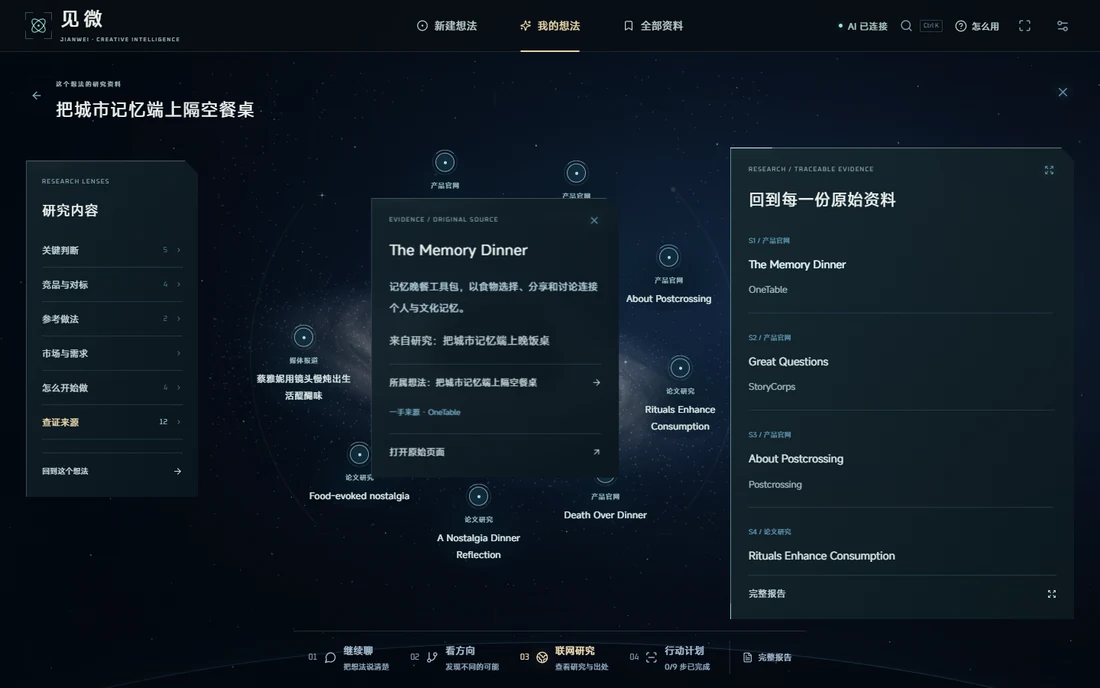 见微
JIANWEI · CREATIVE INTELLIGENCE
新建想法
我的想法
全部资料
AI 已连接
Ctrl K
怎么用
这个想法的研究资料
把城市记忆端上隔空餐桌
RESEARCH LENSES
研究内容
关键判断 5
竞品与对标 4
参考做法 2
市场与需求
怎么开始做 4
查证来源 12
回到这个想法
产品官网
产品官网
产品官网
About Postcrossing
媒体报道
蔡雅妮用镜头慢炖出生
活醒醐味
论文研究
Rituals Enhance
Consumption
论文研究
Food-evoked nostalgia
论文研究
A Nostalgia Dinner
Reflection
产品官网
Death Over Dinner
EVIDENCE / ORIGINAL SOURCE
The Memory Dinner
记忆晚餐工具包，以食物选择、分享和讨论连接
个人与文化记忆。
来自研究：把城市记忆端上晚饭桌
所属想法：把城市记忆端上隔空餐桌
一手来源 · OneTable
打开原始页面
RESEARCH / TRACEABLE EVIDENCE
回到每一份原始资料
S1 / 产品官网
The Memory Dinner
OneTable
S2 / 产品官网
Great Questions
StoryCorps
S3 / 产品官网
About Postcrossing
Postcrossing
S4 / 论文研究
Rituals Enhance Consumption
完整报告
01 继续聊
把想法说清楚
02 看方向
发现不同的可能
03 联网研究
查看研究与出处
04 行动计划
0/9 步已完成
完整报告